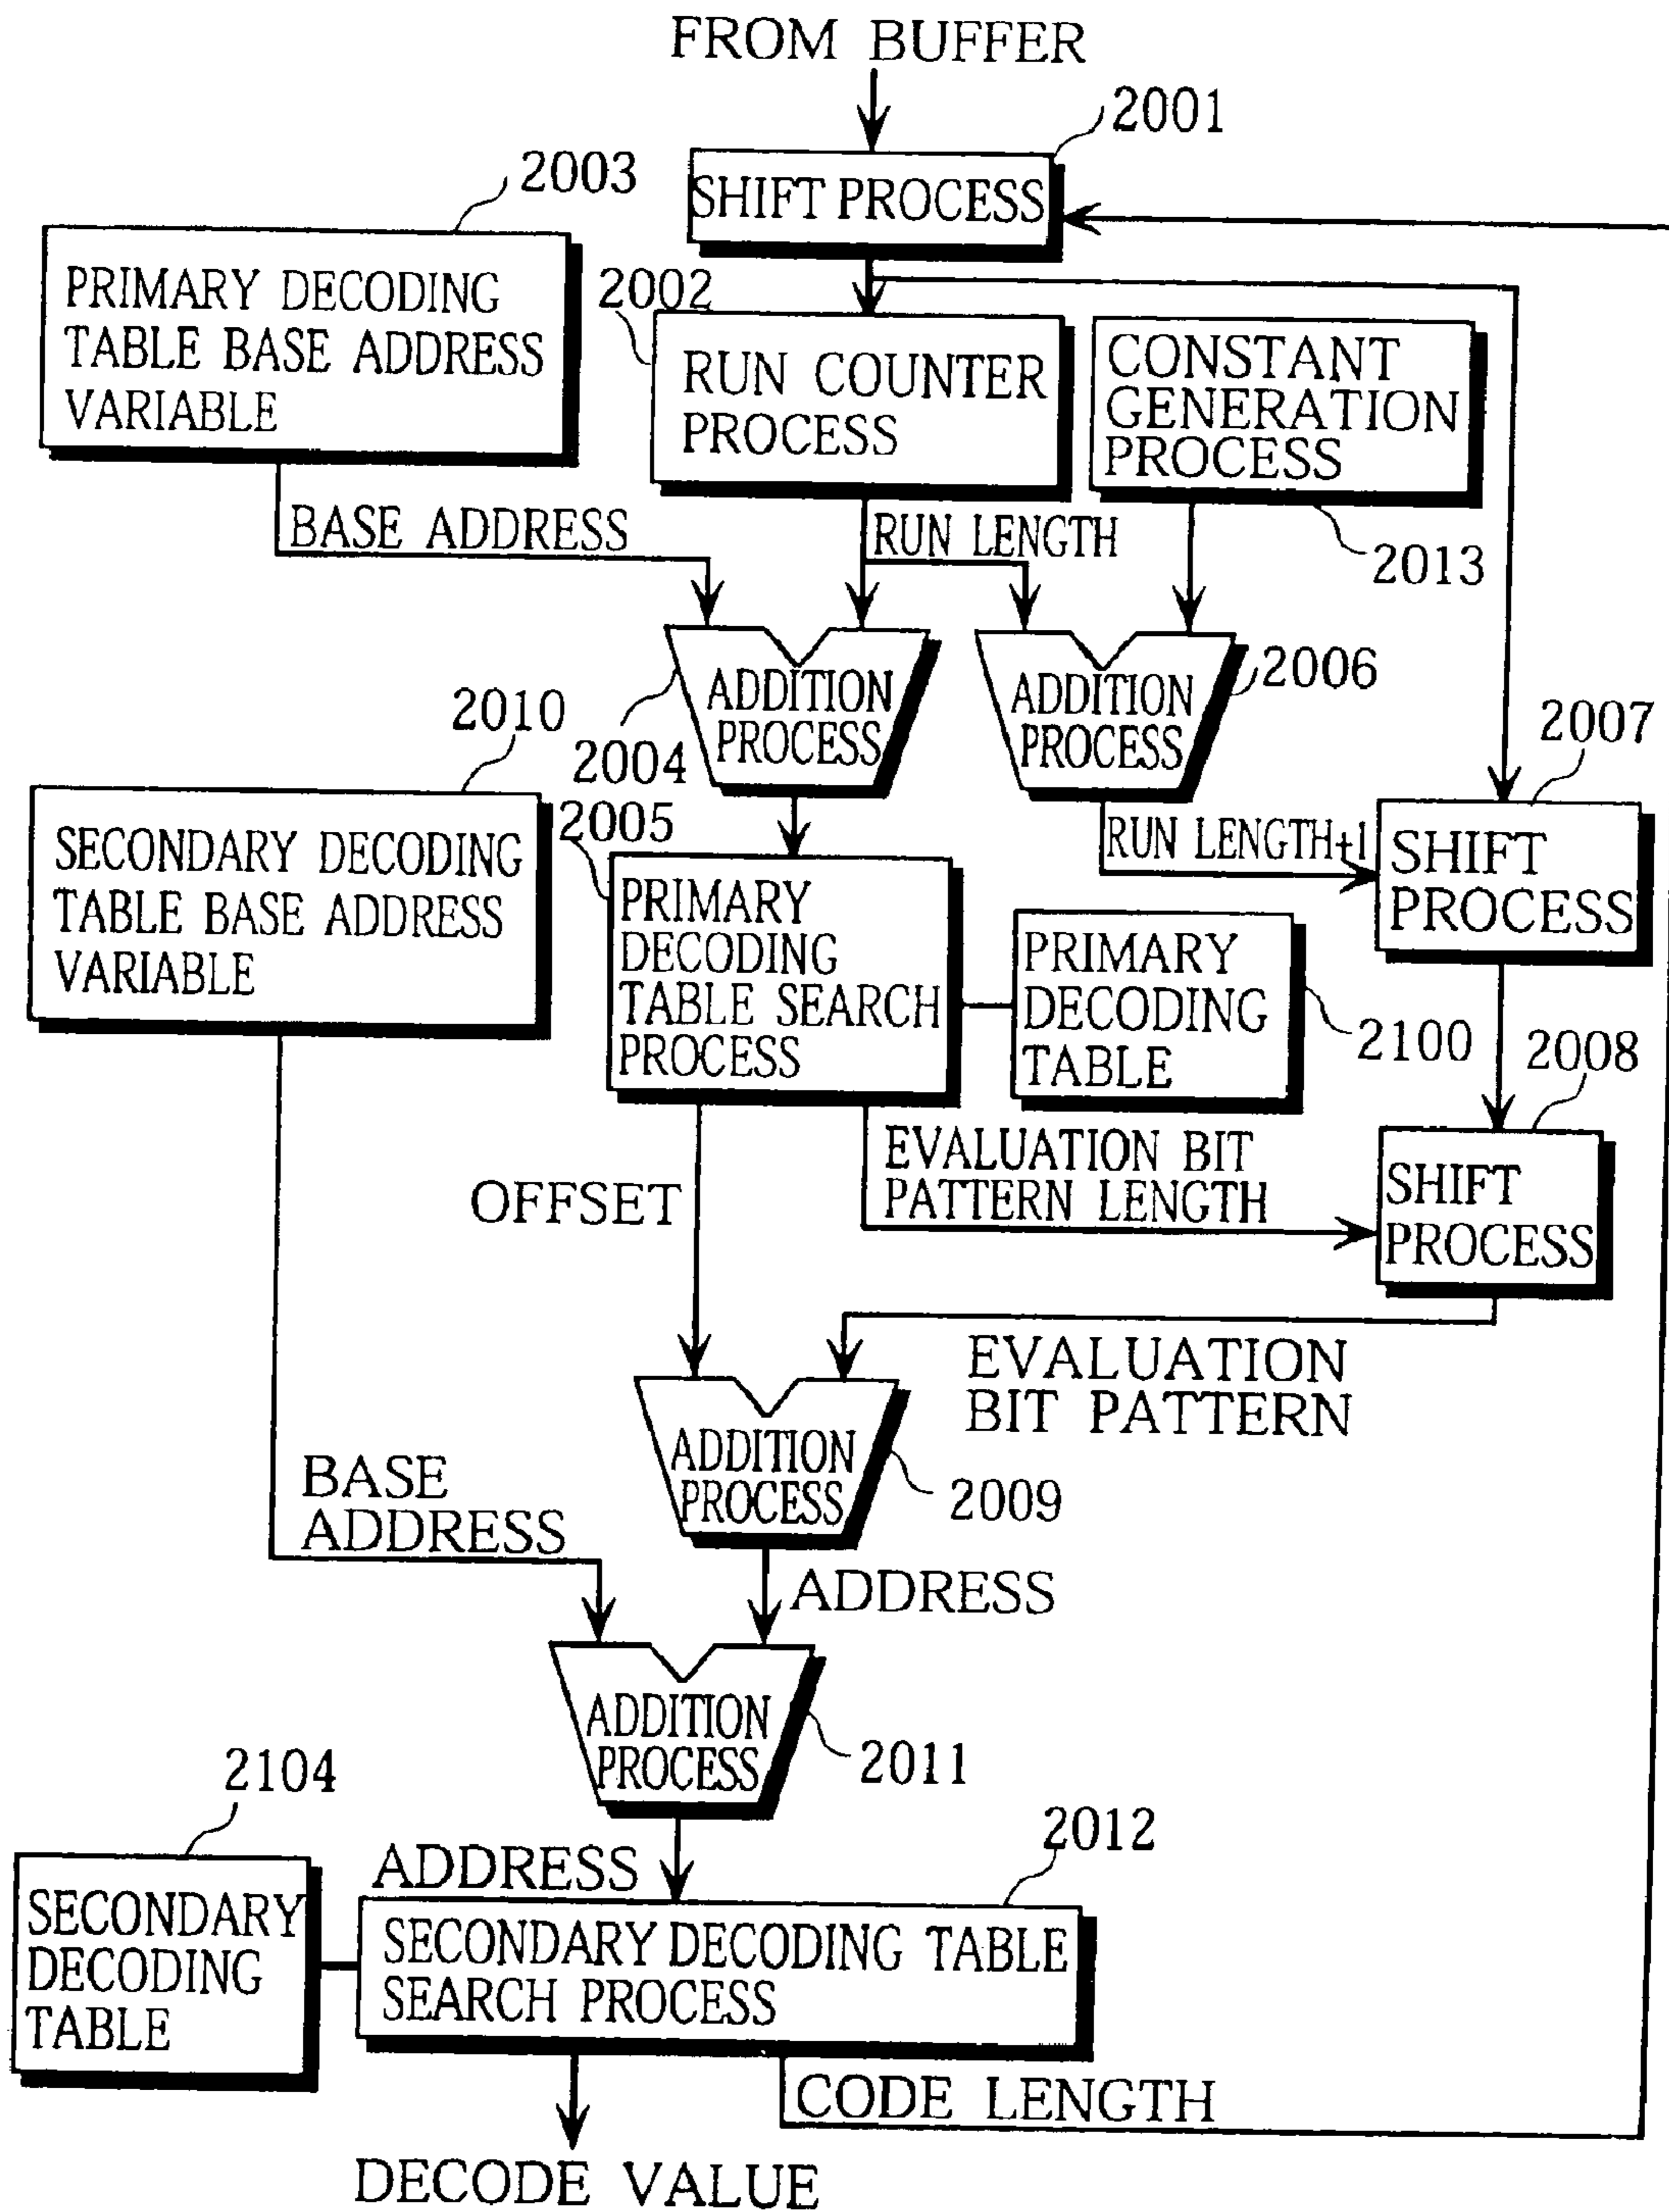 FROM BUFFER
2001
SHIFT PROCESS
2003
PRIMARY DECODING
TABLE BASE ADDRESS
VARIABLE
2002
RUN COUNTER
PROCESS
CONSTANT
GENERATION
PROCESS
2013
BASE ADDRESS
RUN LENGTH
ADDITION
PROCESS
2004
ADDITION
PROCESS
2006
2007
SHIFT
PROCESS
RUN LENGTH+1
2010
SECONDARY DECODING
TABLE BASE ADDRESS
VARIABLE
2005
PRIMARY
DECODING
TABLE SEARCH
PROCESS
PRIMARY
DECODING
TABLE
2100
2008
SHIFT
PROCESS
OFFSET
EVALUATION BIT
PATTERN LENGTH
EVALUATION
BIT PATTERN
ADDITION
PROCESS
2009
BASE
ADDRESS
ADDRESS
ADDITION
PROCESS
2011
2104
SECONDARY
DECODING
TABLE
ADDRESS
2012
SECONDARY DECODING TABLE
SEARCH PROCESS
CODE LENGTH
DECODE VALUE